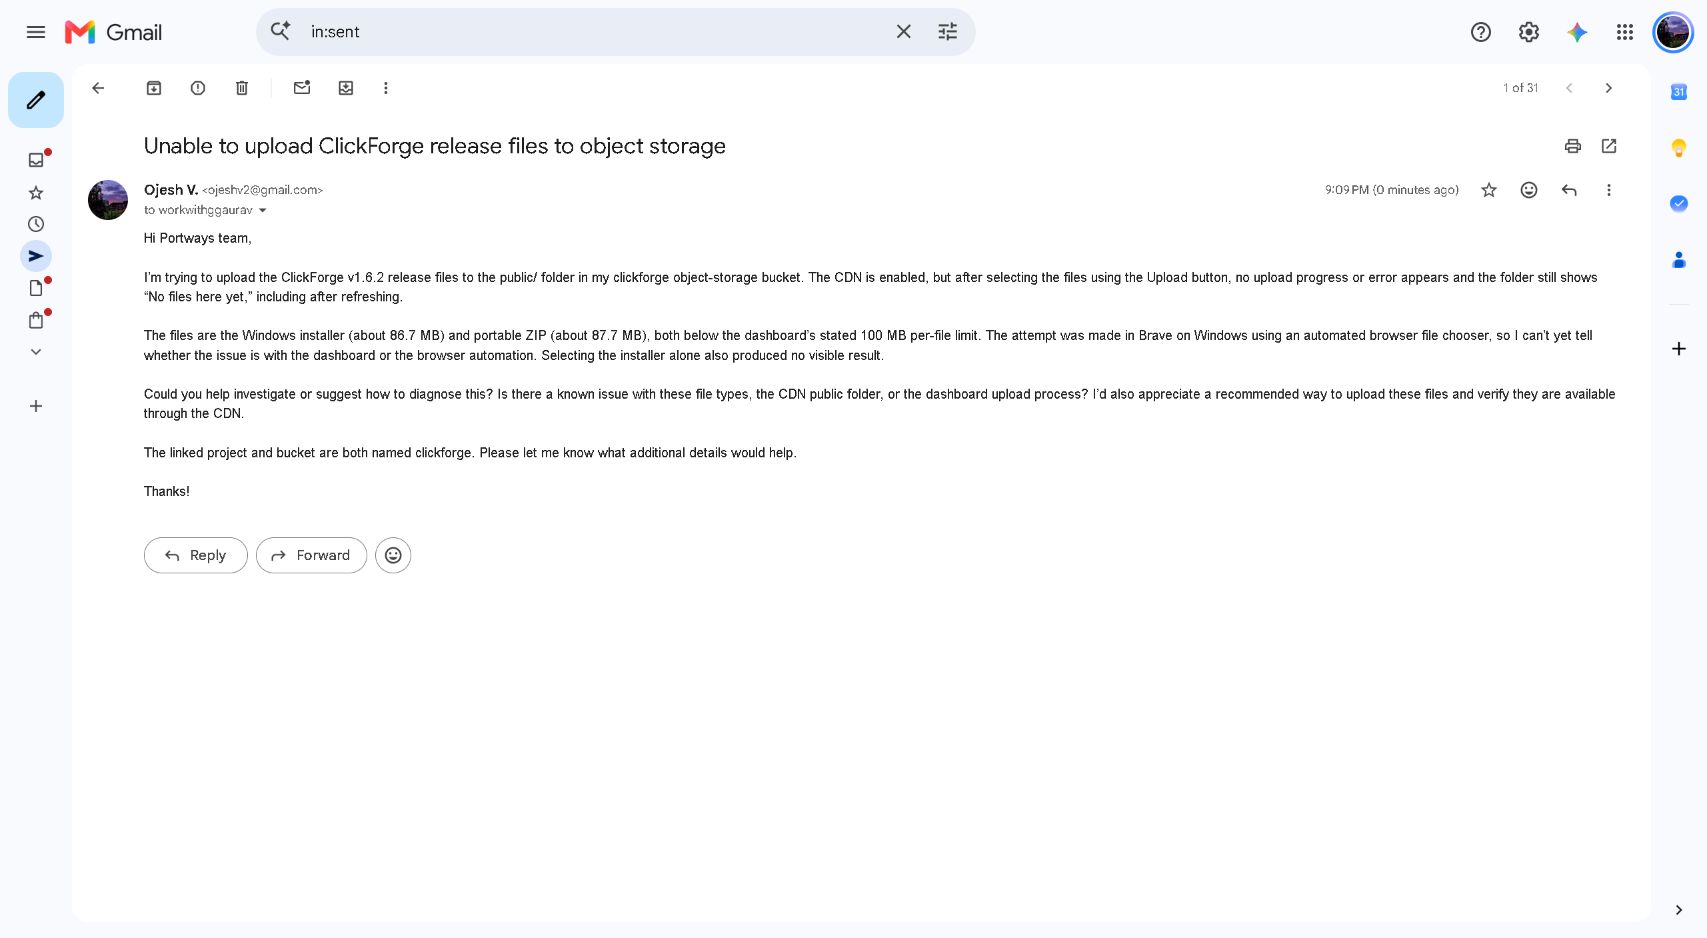 Gmail
in:sent
1 of 31
31
Unable to upload ClickForge release files to object storage
Ojesh V. <ojeshv2@gmail.com>
9:09 PM (0 minutes ago)
to workwithggaurav
Hi Portways team,
I'm trying to upload the ClickForge v1.6.2 release files to the public/ folder in my clickforge object-storage bucket. The CDN is enabled, but after selecting the files using the Upload button, no upload progress or error appears and the folder still shows
“No files here yet,” including after refreshing.
The files are the Windows installer (about 86.7 MB) and portable ZIP (about 87.7 MB), both below the dashboard’s stated 100 MB per-file limit. The attempt was made in Brave on Windows using an automated browser file chooser, so I can’t yet tell
whether the issue is with the dashboard or the browser automation. Selecting the installer alone also produced no visible result.
Could you help investigate or suggest how to diagnose this? Is there a known issue with these file types, the CDN public folder, or the dashboard upload process? I’d also appreciate a recommended way to upload these files and verify they are available
through the CDN.
The linked project and bucket are both named clickforge. Please let me know what additional details would help.
Thanks!
Reply
Forward